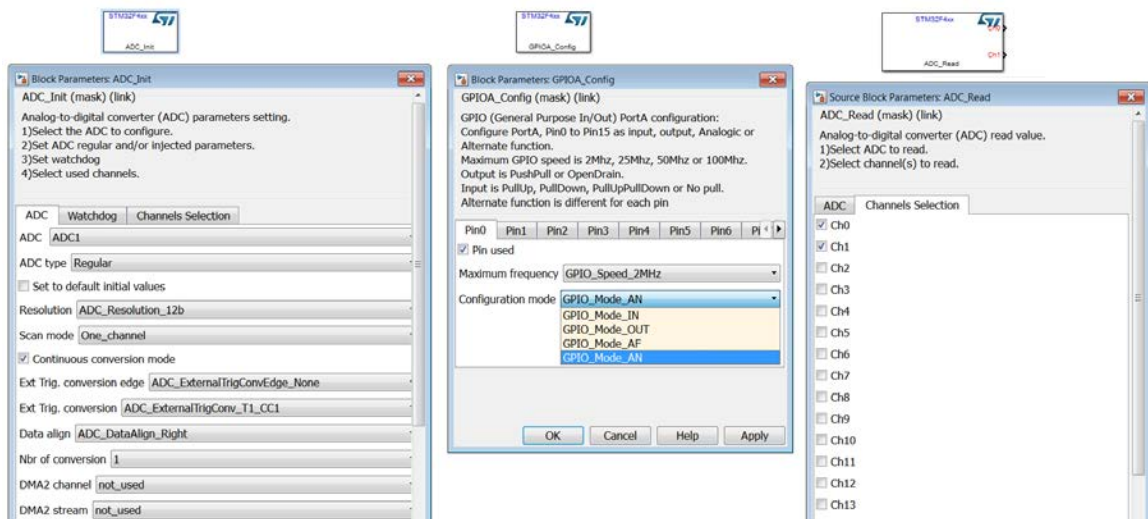 STM32F4xx
ADC_Init
STM32F4xx
GPIOA_Config
STM32F4xx
Ch0
Ch1
ADC_Read
Block Parameters: ADC_Init
ADC_Init (mask) (link)
Analog-to-digital converter (ADC) parameters setting.
1)Select the ADC to configure.
2)Set ADC regular and/or injected parameters.
3)Set watchdog
4)Select used channels.
ADC Watchdog Channels Selection
ADC ADC1
ADC type Regular
Set to default initial values
Resolution ADC_Resolution_12b
Scan mode One_channel
Continuous conversion mode
Ext Trig. conversion edge ADC_ExternalTrigConvEdge_None
Ext Trig. conversion ADC_ExternalTrigConv_T1_CC1
Data align ADC_DataAlign_Right
Nbr of conversion 1
DMA2 channel not_used
DMA2 stream not_used
Block Parameters: GPIOA_Config
GPIOA_Config (mask) (link)
GPIO (General Purpose In/Out) PortA configuration:
Configure PortA, Pin0 to Pin15 as input, output, Analogic or
Alternate function.
Maximum GPIO speed is 2Mhz, 25Mhz, 50Mhz or 100Mhz.
Output is PushPull or OpenDrain.
Input is PullUp, PullDown, PullUpPullDown or No pull.
Alternate function is different for each pin
Pin0 Pin1 Pin2 Pin3 Pin4 Pin5 Pin6 Pi
Pin used
Maximum frequency GPIO_Speed_2MHz
Configuration mode GPIO_Mode_AN
GPIO_Mode_IN
GPIO_Mode_OUT
GPIO_Mode_AF
GPIO_Mode_AN
OK Cancel Help Apply
Source Block Parameters: ADC_Read
ADC_Read (mask) (link)
Analog-to-digital converter (ADC) read value.
1)Select ADC to read.
2)Select channel(s) to read.
ADC Channels Selection
Ch0
Ch1
Ch2
Ch3
Ch4
Ch5
Ch6
Ch7
Ch8
Ch9
Ch10
Ch11
Ch12
Ch13